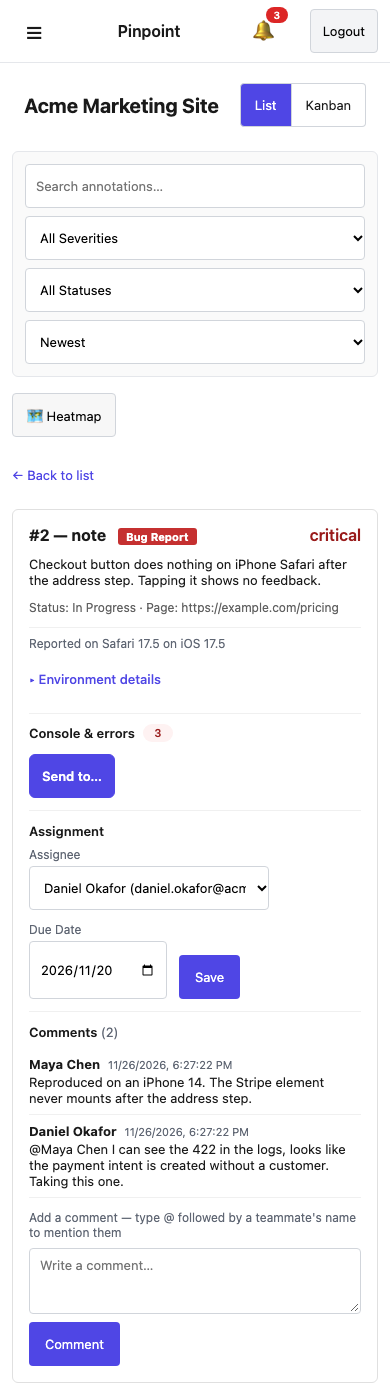 Pinpoint
3
Logout
Acme Marketing Site
List
Kanban
Search annotations...
All Severities
All Statuses
Newest
Heatmap
← Back to list
#2 — note
Bug Report
critical
Checkout button does nothing on iPhone Safari after
the address step. Tapping it shows no feedback.
Status: In Progress · Page: https://example.com/pricing
Reported on Safari 17.5 on iOS 17.5
▸ Environment details
Console & errors
3
Send to...
Assignment
Assignee
Daniel Okafor (daniel.okafor@acm
Due Date
2026/11/20
Save
Comments (2)
Maya Chen 11/26/2026, 6:27:22 PM
Reproduced on an iPhone 14. The Stripe element
never mounts after the address step.
Daniel Okafor 11/26/2026, 6:27:22 PM
@Maya Chen I can see the 422 in the logs, looks like
the payment intent is created without a customer.
Taking this one.
Add a comment — type @ followed by a teammate's name
to mention them
Write a comment...
Comment